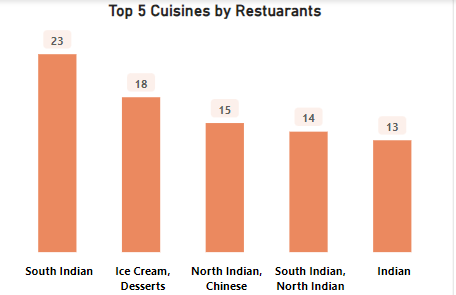 Top 5 Cuisines by Restuarants
23
18
15
14
13
South Indian
Ice Cream,
Desserts
North Indian,
Chinese
South Indian,
North Indian
Indian